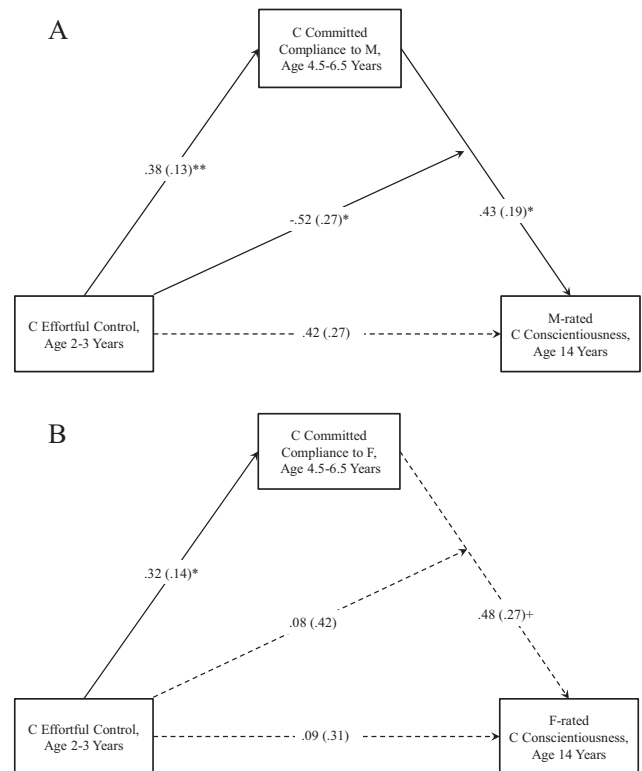 A
C Committed
Compliance to M,
Age 4.5-6.5 Years
.38 (.13)**
-.52 (.27)*
.43 (.19)*
C Effortful Control,
Age 2-3 Years
.42 (.27)
M-rated
C Conscientiousness,
Age 14 Years
B
C Committed
Compliance to F,
Age 4.5-6.5 Years
.32 (.14)*
.08 (.42)
.48 (.27)+
C Effortful Control,
Age 2-3 Years
.09 (.31)
F-rated
C Conscientiousness,
Age 14 Years